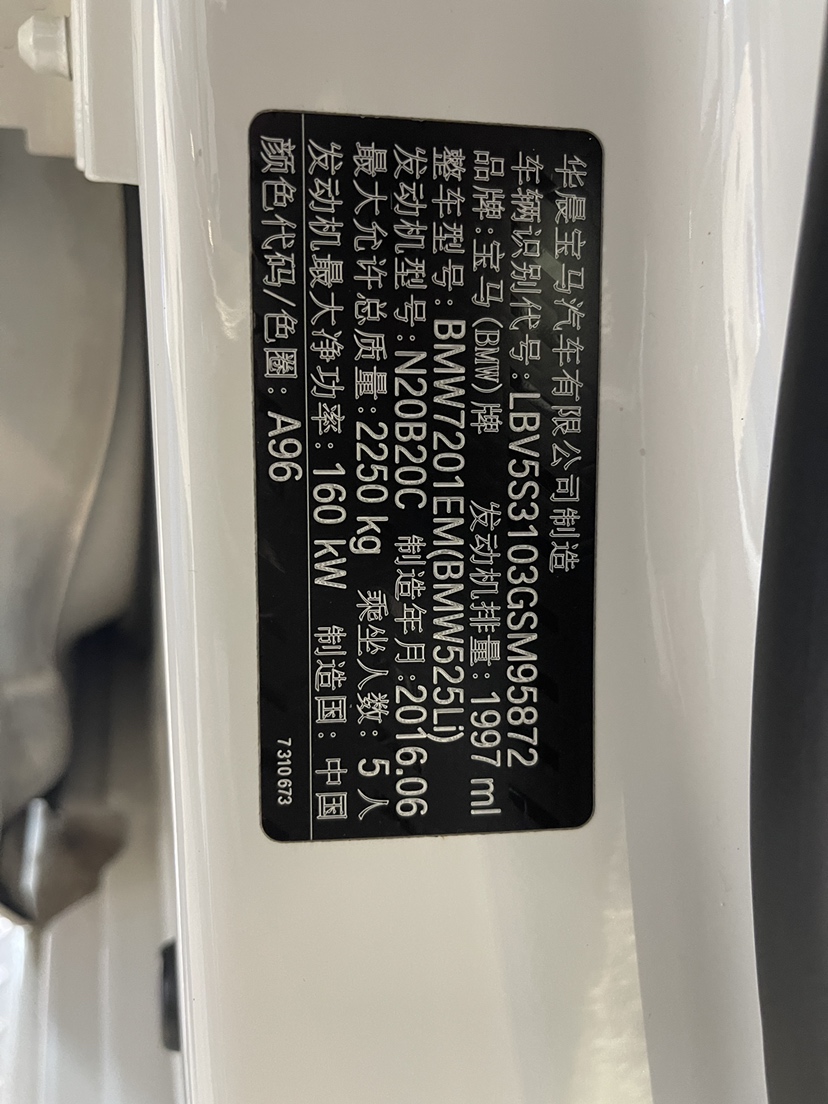 华晨宝马汽车有限公司制造
车辆识别代号:LBV5S3103GSM95872
品牌:宝马(BMW)牌 发动机排量:1997 ml
整车型号:BMW7201EM(BMW525Li)
发动机型号:N20B20C 制造年月:2016.06
最大允许总质量:2250 kg 乘坐人数:5人
发动机最大净功率:160 kW 制造国:中国
颜色代码/色圈:A96
7 310 673